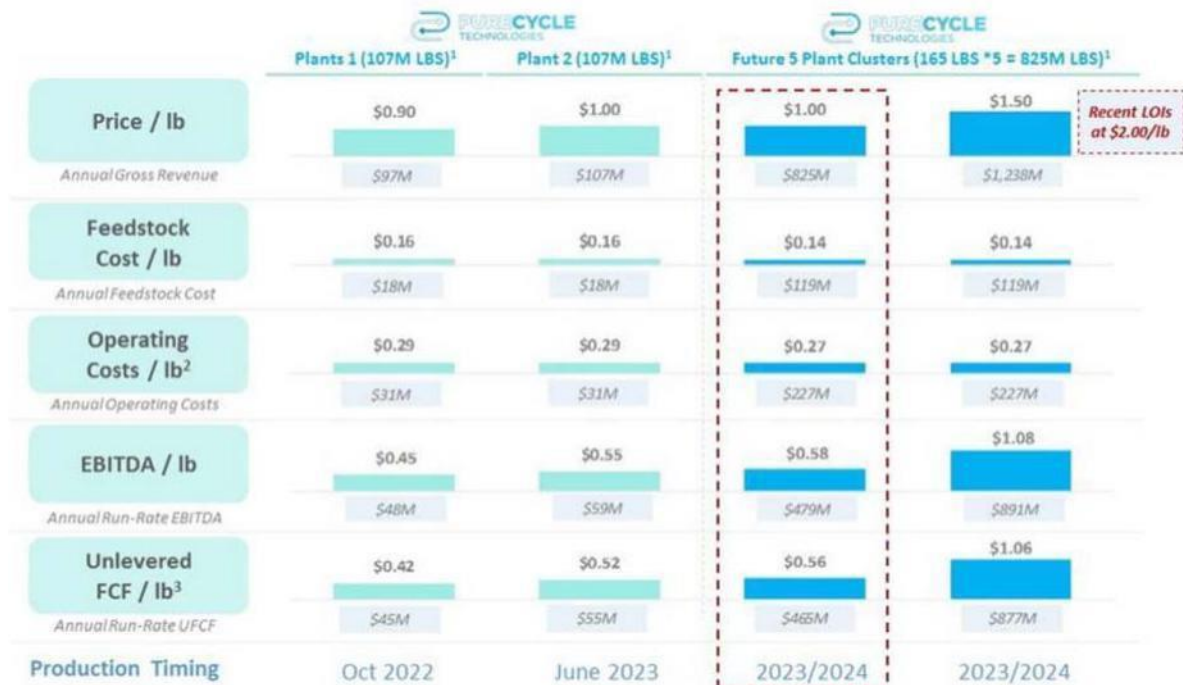 PURECYCLE
TECHNOLOGIES
PURECYCLE
TECHNOLOGIES
Plants 1 (107M LBS)¹ Plant 2 (107M LBS)¹ Future 5 Plant Clusters (165 LBS *5 = 825M LBS)¹
Price / lb $0.90 $1.00 $1.00 $1.50
Recent LOIs
at $2.00/lb
Annual Gross Revenue $97M $107M $825M $1,238M
Feedstock
Cost / lb $0.16 $0.16 $0.14 $0.14
Annual Feedstock Cost $18M $18M $119M $119M
Operating
Costs / lb² $0.29 $0.29 $0.27 $0.27
Annual Operating Costs $31M $31M $227M $227M
EBITDA / lb $0.45 $0.55 $0.58 $1.08
Annual Run-Rate EBITDA $48M $59M $479M $891M
Unlevered
FCF / lb³ $0.42 $0.52 $0.56 $1.06
Annual Run-Rate UFCF $45M $55M $465M $877M
Production Timing Oct 2022 June 2023 2023/2024 2023/2024